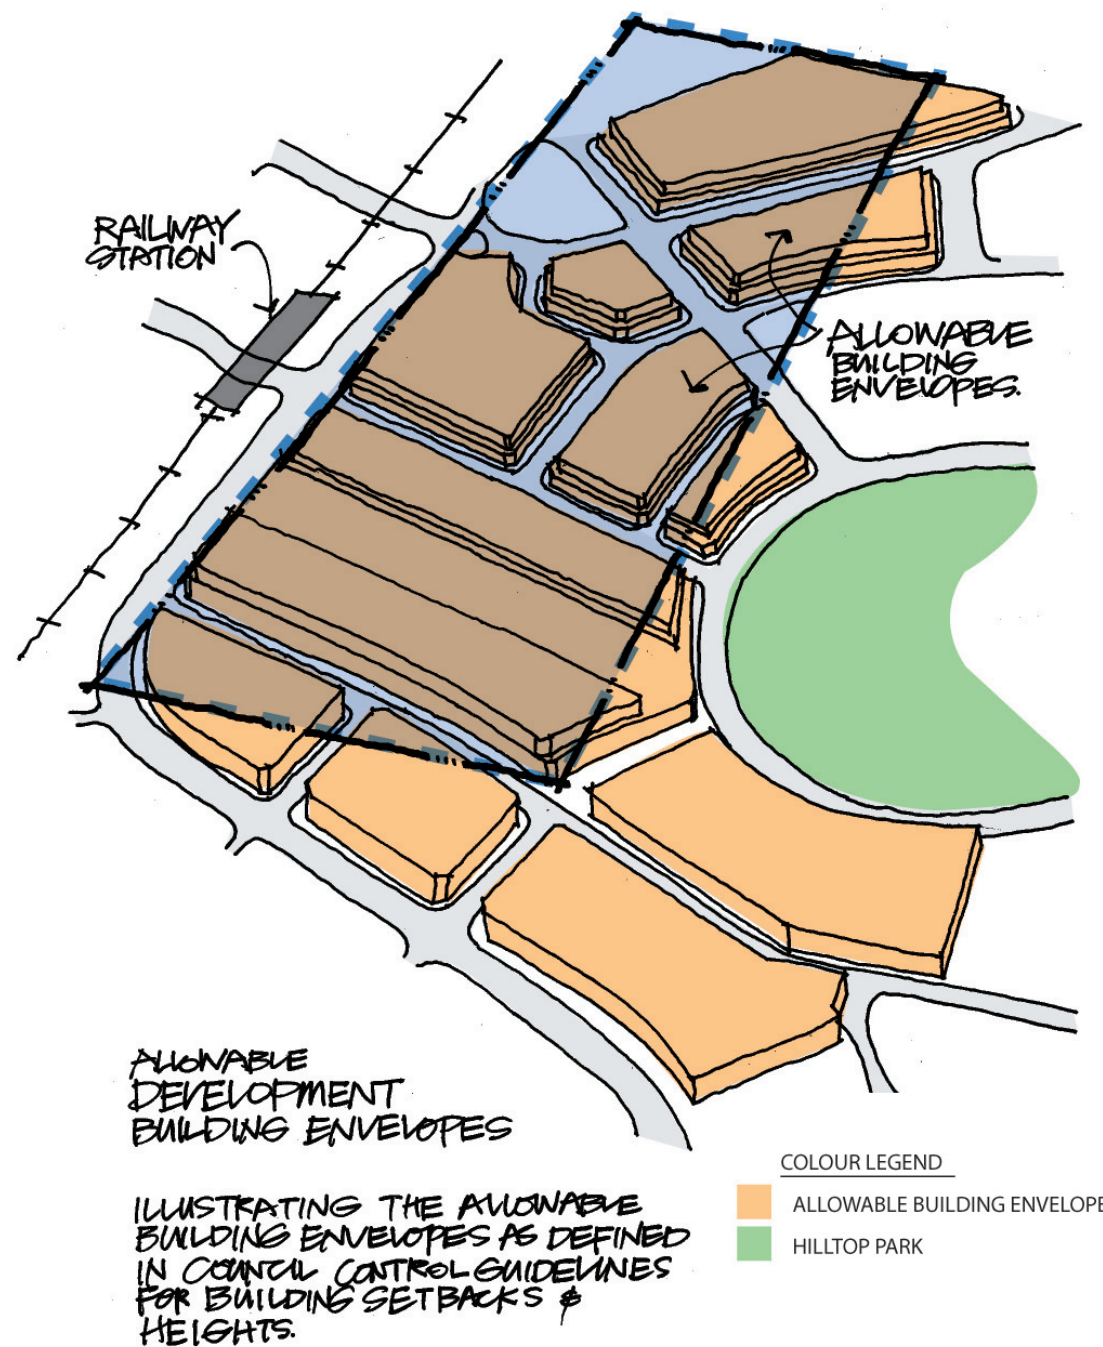 RAILWAY
STATION
ALLOWABLE
BUILDING
ENVELOPES.
ALLOWABLE
DEVELOPMENT
BUILDING ENVELOPES
ILLUSTRATING THE ALLOWABLE
BUILDING ENVELOPES AS DEFINED
IN COUNCIL CONTROL GUIDELINES
FOR BUILDING SETBACKS &
HEIGHTS.
COLOUR LEGEND
ALLOWABLE BUILDING ENVELOPE
HILLTOP PARK